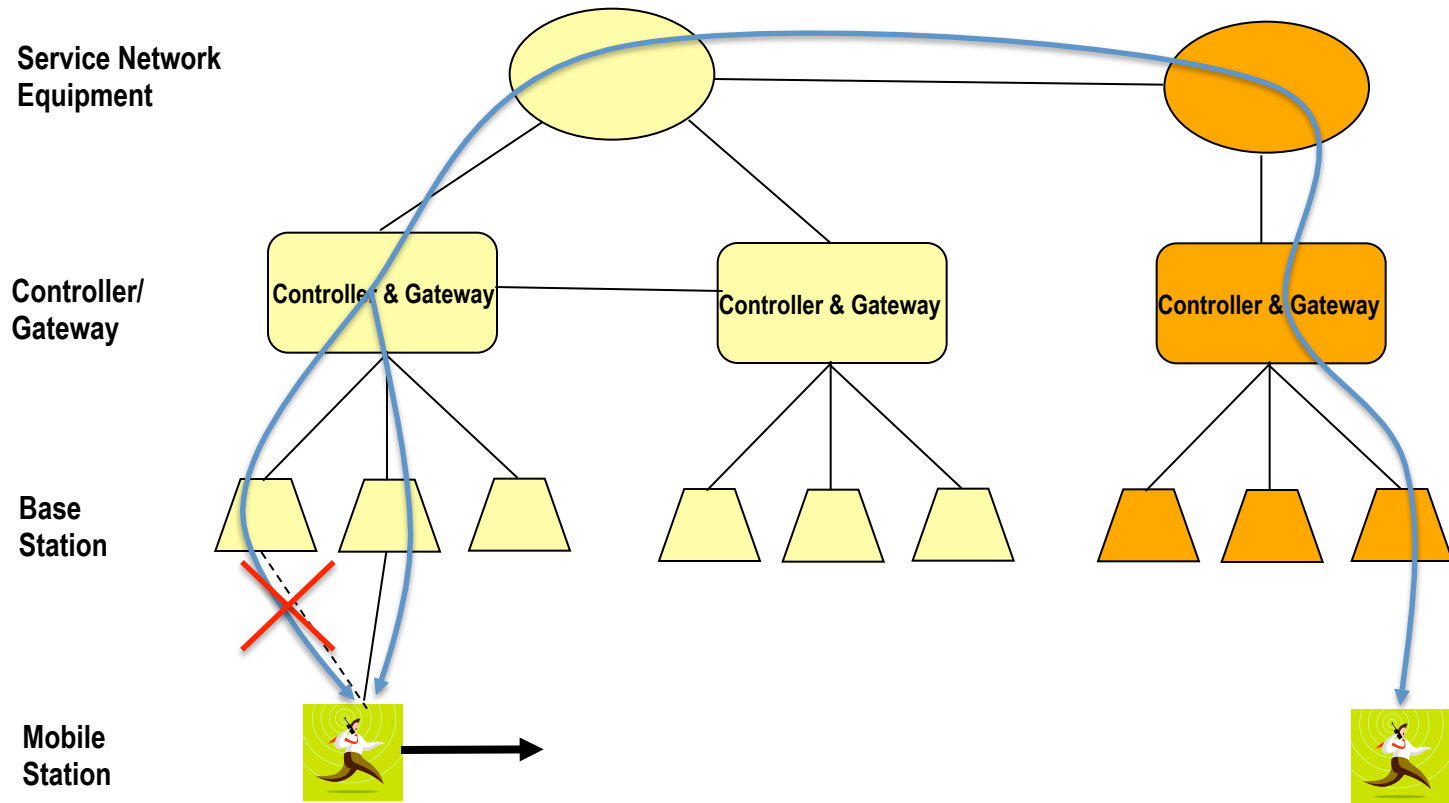 Service Network
Equipment
Controller/
Gateway
Controller & Gateway
Controller & Gateway
Controller & Gateway
Base
Station
Mobile
Station